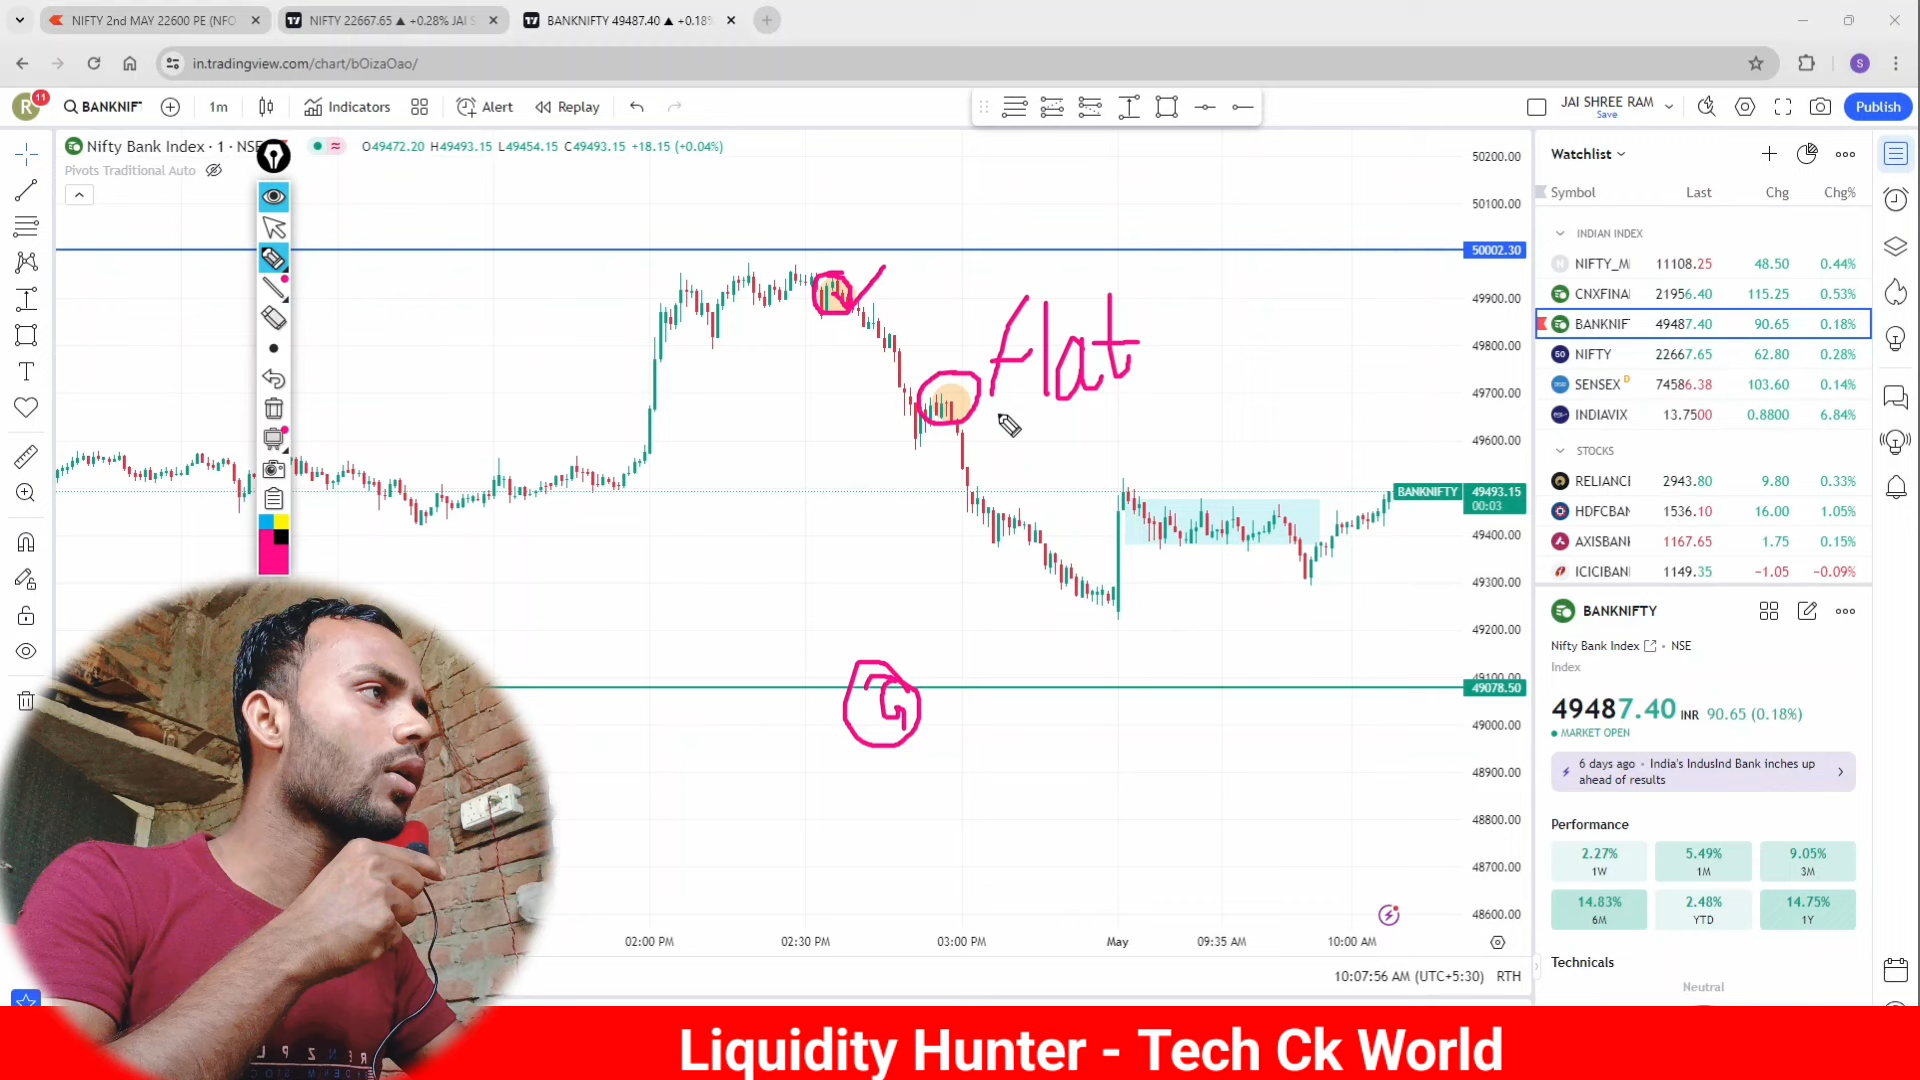 NIFTY 2nd MAY 22600 PE (NFO
NIFTY 22667.65 ▲ +0.28% JAI S
BANKNIFTY 49487.40 ▲ +0.18%
in.tradingview.com/chart/bOizaOao/
R
11
BANKNIF
1m
Indicators
Alert
Replay
JAI SHREE RAM
Save
Publish
S
Nifty Bank Index · 1 · NSE
O49472.20 H49493.15 L49454.15 C49493.15 +18.15 (+0.04%)
Pivots Traditional Auto
Flat
50200.00
50100.00
50002.30
49900.00
49800.00
49700.00
49600.00
BANKNIFTY 49493.15
00:03
49400.00
49300.00
49200.00
49100.00
49078.50
49000.00
48900.00
48800.00
48700.00
48600.00
02:00 PM
02:30 PM
03:00 PM
May
09:35 AM
10:00 AM
10:07:56 AM (UTC+5:30)
RTH
Watchlist
Symbol Last Chg Chg%
INDIAN INDEX
NIFTY_M 11108.25 48.50 0.44%
CNXFINA 21956.40 115.25 0.53%
BANKNIF 49487.40 90.65 0.18%
50 NIFTY 22667.65 62.80 0.28%
SENSEX D 74586.38 103.60 0.14%
INDIAVIX 13.7500 0.8800 6.84%
STOCKS
RELIANCE 2943.80 9.80 0.33%
HDFCBAN 1536.10 16.00 1.05%
AXISBANK 1167.65 1.75 0.15%
ICICIBAN 1149.35 −1.05 −0.09%
BANKNIFTY
Nifty Bank Index • NSE
Index
49487.40 INR 90.65 (0.18%)
MARKET OPEN
6 days ago • India's IndusInd Bank inches up
ahead of results
Performance
2.27% 5.49% 9.05%
1W 1M 3M
14.83% 2.48% 14.75%
6M YTD 1Y
Technicals
Neutral
Liquidity Hunter - Tech Ck World